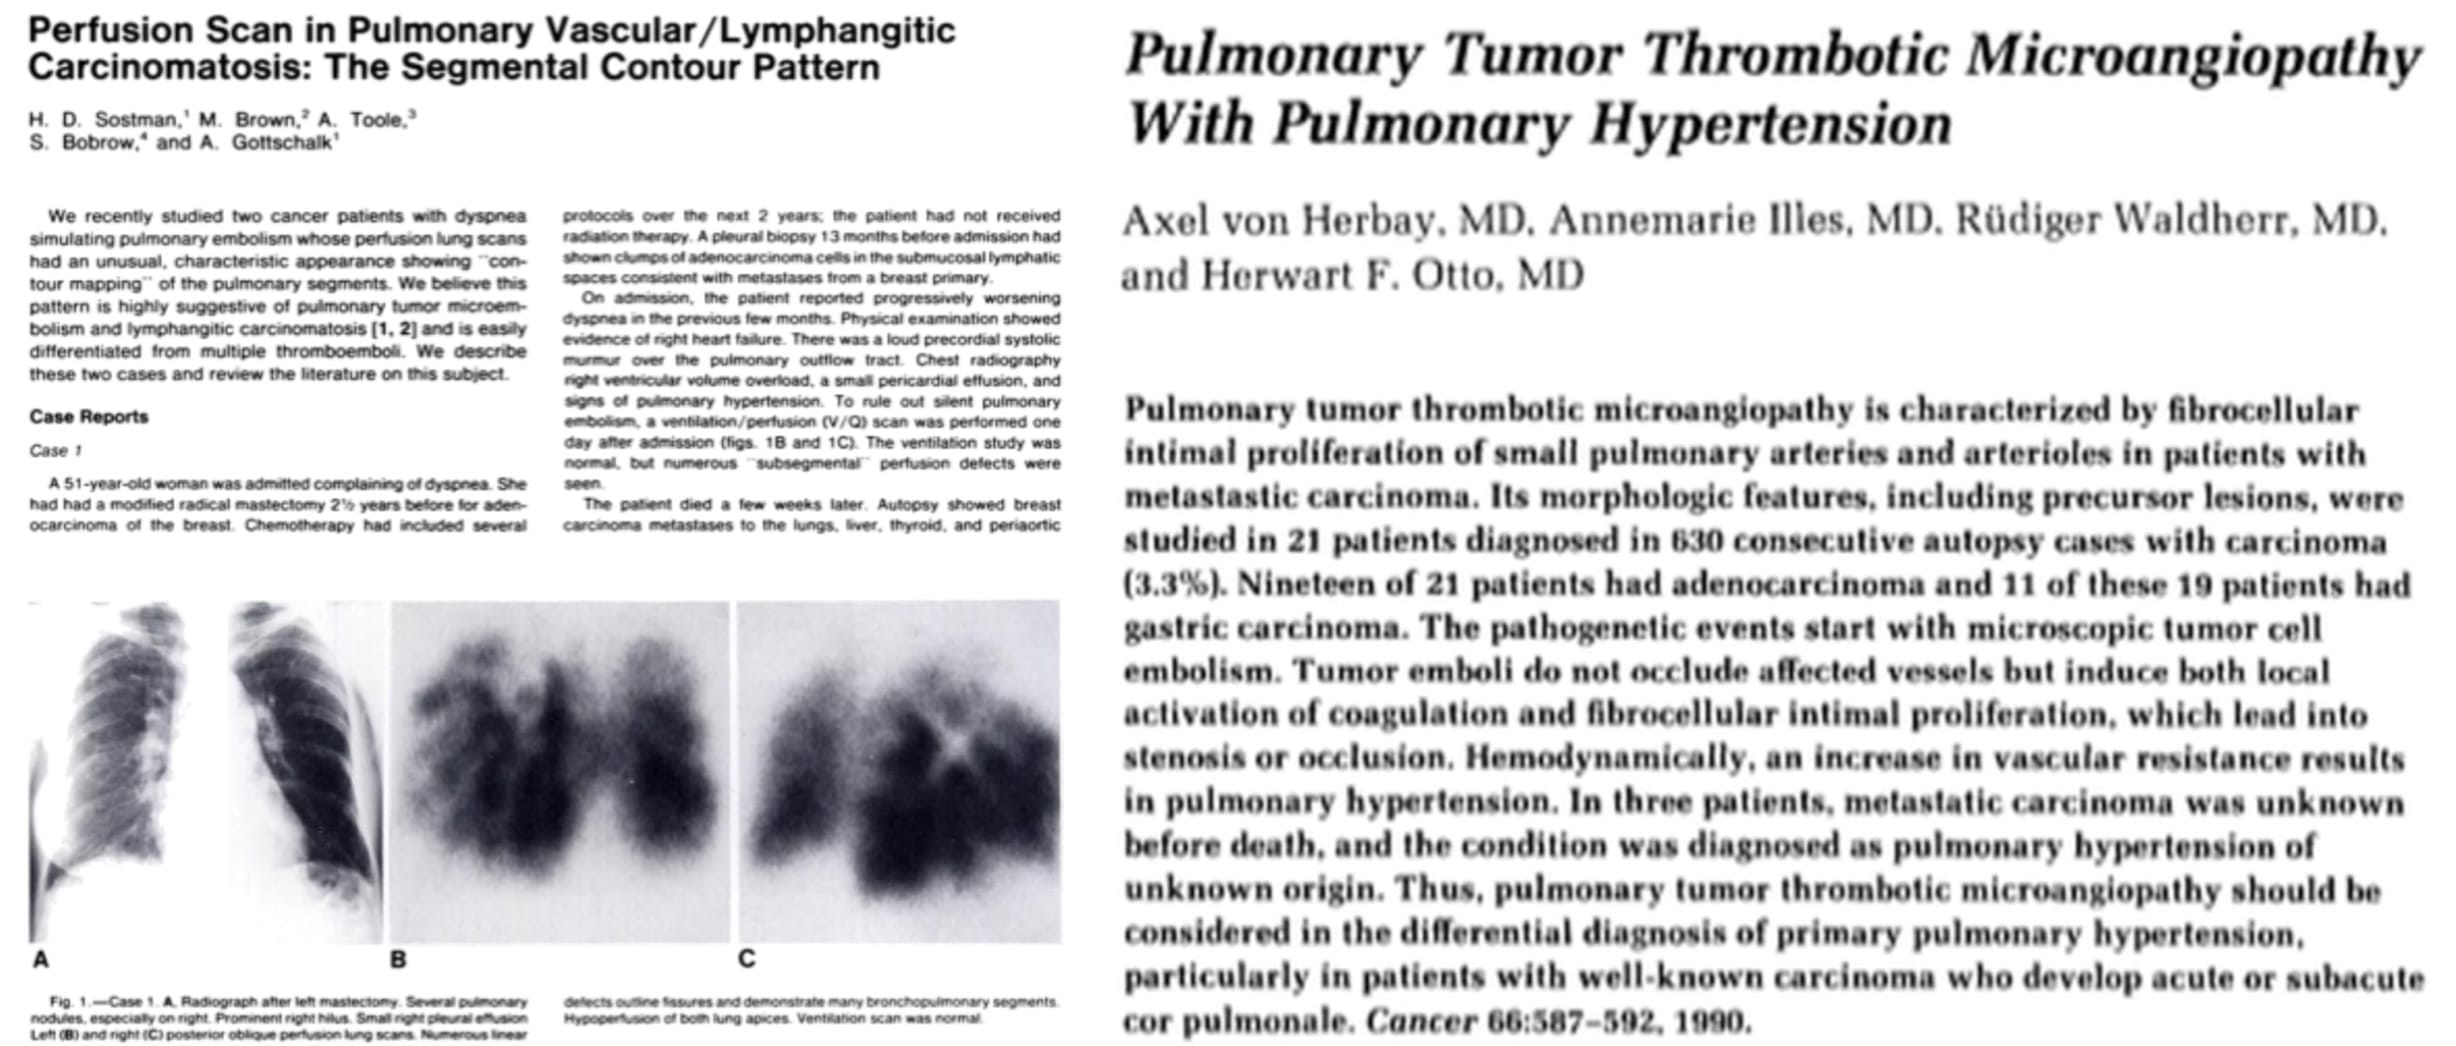 Perfusion Scan in Pulmonary Vascular/Lymphangitic
Carcinomatosis: The Segmental Contour Pattern
H. D. Sostman,¹ M. Brown,² A. Toole,³
S. Bobrow,⁴ and A. Gottschalk¹
We recently studied two cancer patients with dyspnea
simulating pulmonary embolism whose perfusion lung scans
had an unusual, characteristic appearance showing "con-
tour mapping" of the pulmonary segments. We believe this
pattern is highly suggestive of pulmonary tumor microem-
bolism and lymphangitic carcinomatosis [1, 2] and is easily
differentiated from multiple thromboemboli. We describe
these two cases and review the literature on this subject.
Case Reports
Case 1
A 51-year-old woman was admitted complaining of dyspnea. She
had had a modified radical mastectomy 2½ years before for aden-
ocarcinoma of the breast. Chemotherapy had included several
protocols over the next 2 years; the patient had not received
radiation therapy. A pleural biopsy 13 months before admission had
shown clumps of adenocarcinoma cells in the submucosal lymphatic
spaces consistent with metastases from a breast primary.
On admission, the patient reported progressively worsening
dyspnea in the previous few months. Physical examination showed
evidence of right heart failure. There was a loud precordial systolic
murmur over the pulmonary outflow tract. Chest radiography
right ventricular volume overload, a small pericardial effusion, and
signs of pulmonary hypertension. To rule out silent pulmonary
embolism, a ventilation/perfusion (V/Q) scan was performed one
day after admission (figs. 1B and 1C). The ventilation study was
normal, but numerous "subsegmental" perfusion defects were
seen.
The patient died a few weeks later. Autopsy showed breast
carcinoma metastases to the lungs, liver, thyroid, and periaortic
A
B
C
Fig. 1.—Case 1. A, Radiograph after left mastectomy. Several pulmonary
nodules, especially on right. Prominent right hilus. Small right pleural effusion
Left (B) and right (C) posterior oblique perfusion lung scans. Numerous linear
defects outline fissures and demonstrate many bronchopulmonary segments.
Hypoperfusion of both lung apices. Ventilation scan was normal.
Pulmonary Tumor Thrombotic Microangiopathy
With Pulmonary Hypertension
Axel von Herbay, MD, Annemarie Illes, MD, Rüdiger Waldherr, MD,
and Herwart F. Otto, MD
Pulmonary tumor thrombotic microangiopathy is characterized by fibrocellular
intimal proliferation of small pulmonary arteries and arterioles in patients with
metastastic carcinoma. Its morphologic features, including precursor lesions, were
studied in 21 patients diagnosed in 630 consecutive autopsy cases with carcinoma
(3.3%). Nineteen of 21 patients had adenocarcinoma and 11 of these 19 patients had
gastric carcinoma. The pathogenetic events start with microscopic tumor cell
embolism. Tumor emboli do not occlude affected vessels but induce both local
activation of coagulation and fibrocellular intimal proliferation, which lead into
stenosis or occlusion. Hemodynamically, an increase in vascular resistance results
in pulmonary hypertension. In three patients, metastatic carcinoma was unknown
before death, and the condition was diagnosed as pulmonary hypertension of
unknown origin. Thus, pulmonary tumor thrombotic microangiopathy should be
considered in the differential diagnosis of primary pulmonary hypertension,
particularly in patients with well-known carcinoma who develop acute or subacute
cor pulmonale. Cancer 66:587–592, 1990.